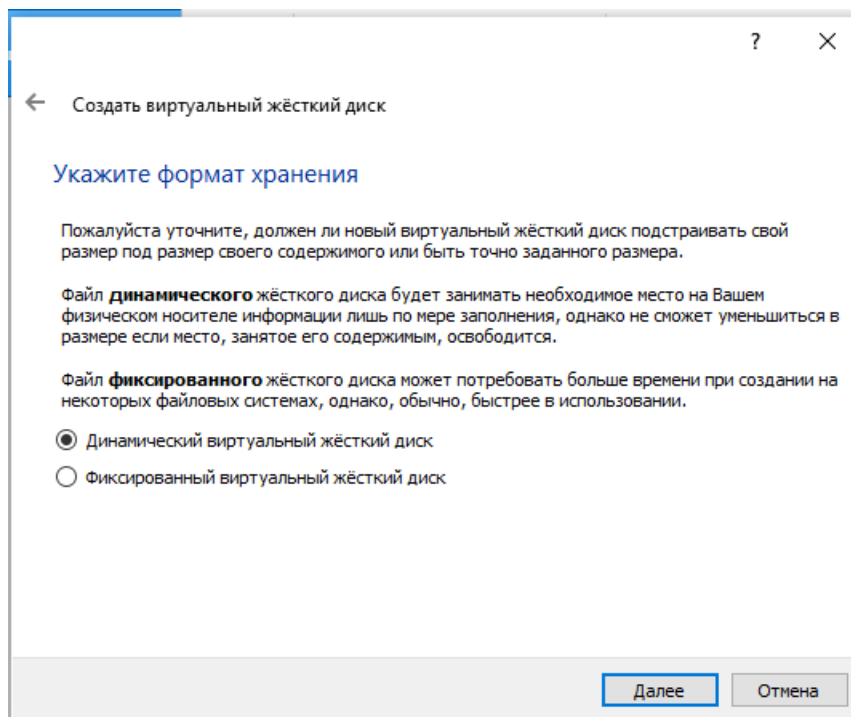 ?
Создать виртуальный жёсткий диск
Укажите формат хранения
Пожалуйста уточните, должен ли новый виртуальный жёсткий диск подстраивать свой
размер под размер своего содержимого или быть точно заданного размера.
Файл динамического жёсткого диска будет занимать необходимое место на Вашем
физическом носителе информации лишь по мере заполнения, однако не сможет уменьшиться в
размере если место, занятое его содержимым, освободится.
Файл фиксированного жёсткого диска может потребовать больше времени при создании на
некоторых файловых системах, однако, обычно, быстрее в использовании.
Динамический виртуальный жёсткий диск
Фиксированный виртуальный жёсткий диск
Далее Отмена